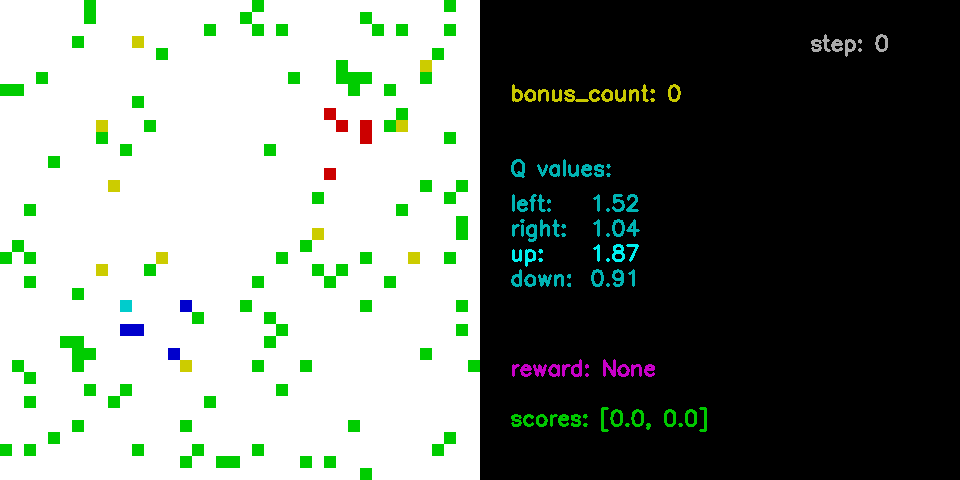 step: 0
bonus_count: 0
Q values:
left: 1.52
right: 1.04
up: 1.87
down: 0.91
reward: None
scores: [0.0, 0.0]